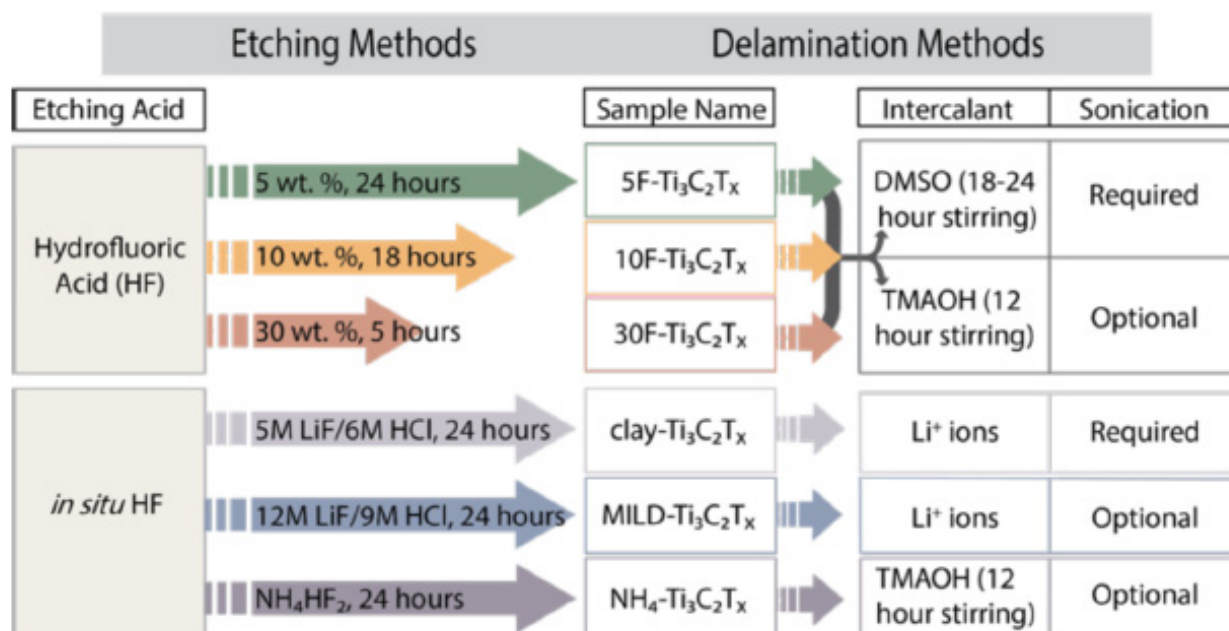 Etching Methods Delamination Methods
Etching Acid Sample Name Intercalant Sonication
Hydrofluoric
Acid (HF)
5 wt. %, 24 hours 5F-Ti₃C₂Tₓ
10 wt. %, 18 hours 10F-Ti₃C₂Tₓ
30 wt. %, 5 hours 30F-Ti₃C₂Tₓ
DMSO (18-24
hour stirring) Required
TMAOH (12
hour stirring) Optional
in situ HF
5M LiF/6M HCl, 24 hours clay-Ti₃C₂Tₓ Li⁺ ions Required
12M LiF/9M HCl, 24 hours MILD-Ti₃C₂Tₓ Li⁺ ions Optional
NH₄HF₂, 24 hours NH₄-Ti₃C₂Tₓ TMAOH (12
hour stirring) Optional